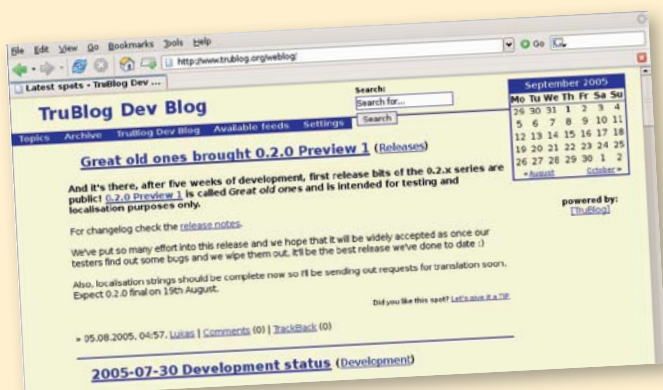 File Edit View Go Bookmarks Tools Help
http://www.trublog.org/weblog/
Go
Latest spots - TruBlog Dev ...
TruBlog Dev Blog
Search:
Search for...
Search
Topics Archive TruBlog Dev Blog Available feeds Settings
September 2005
Mo Tu We Th Fr Sa Su
29 30 31 1 2 3 4
5 6 7 8 9 10 11
12 13 14 15 16 17 18
19 20 21 22 23 24 25
26 27 28 29 30 1 2
«August October»
powered by:
[TruBlog]
Great old ones brought 0.2.0 Preview 1 (Releases)
And it's there, after five weeks of development, first release bits of the 0.2.x series are
public! 0.2.0 Preview 1 is called Great old ones and is intended for testing and
localisation purposes only.
For changelog check the release notes.
We've put so many effort into this release and we hope that it will be widely accepted as once our
testers find out some bugs and we wipe them out, it'll be the best release we've done to date :)
Also, localisation strings should be complete now so I'll be sending out requests for translation soon.
Expect 0.2.0 final on 19th August.
Did you like this spot? Let's give it a TIP
» 05.08.2005, 04:57, Lukas | Comments (0) | TrackBack (0)
2005-07-30 Development status (Development)